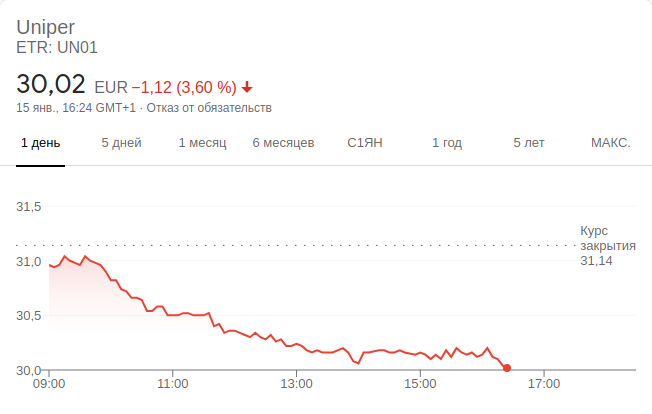 Uniper
ETR: UN01
30,02 EUR −1,12 (3,60 %)
15 янв., 16:24 GMT+1 · Отказ от обязательств
1 день 5 дней 1 месяц 6 месяцев С1ЯН 1 год 5 лет МАКС.
31,5
Курс
закрытия
31,14
31,0
30,5
30,0
09:00 11:00 13:00 15:00 17:00